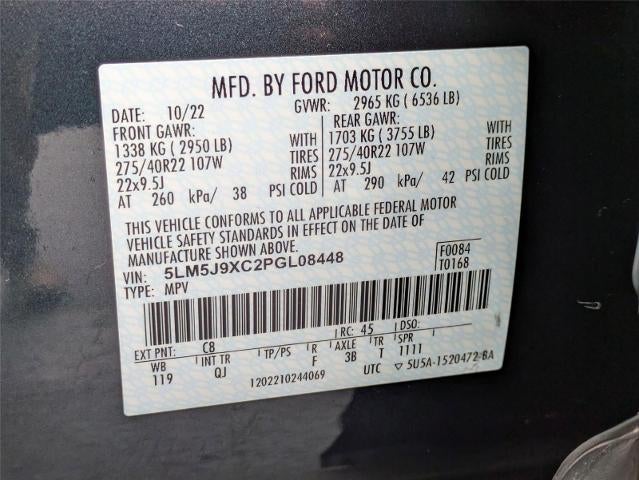 MFD. BY FORD MOTOR CO.
DATE: 10/22 GVWR: 2965 KG ( 6536 LB)
FRONT GAWR: REAR GAWR:
1338 KG ( 2950 LB) WITH 1703 KG ( 3755 LB) WITH
275/40R22 107W TIRES 275/40R22 107W TIRES
22x9.5J RIMS 22x9.5J RIMS
AT 260 kPa/ 38 PSI COLD AT 290 kPa/ 42 PSI COLD
THIS VEHICLE CONFORMS TO ALL APPLICABLE FEDERAL MOTOR
VEHICLE SAFETY STANDARDS IN EFFECT ON THE DATE OF
MANUFACTURE SHOWN ABOVE.
VIN: 5LM5J9XC2PGL08448 F0084
TYPE: MPV T0168
EXT PNT: C8 RC: 45 DSO:
WB INT TR TP/PS R AXLE TR SPR
119 QJ F 3B T 1111
1202210244069 UTC ▽ 5U5A-1520472-BA